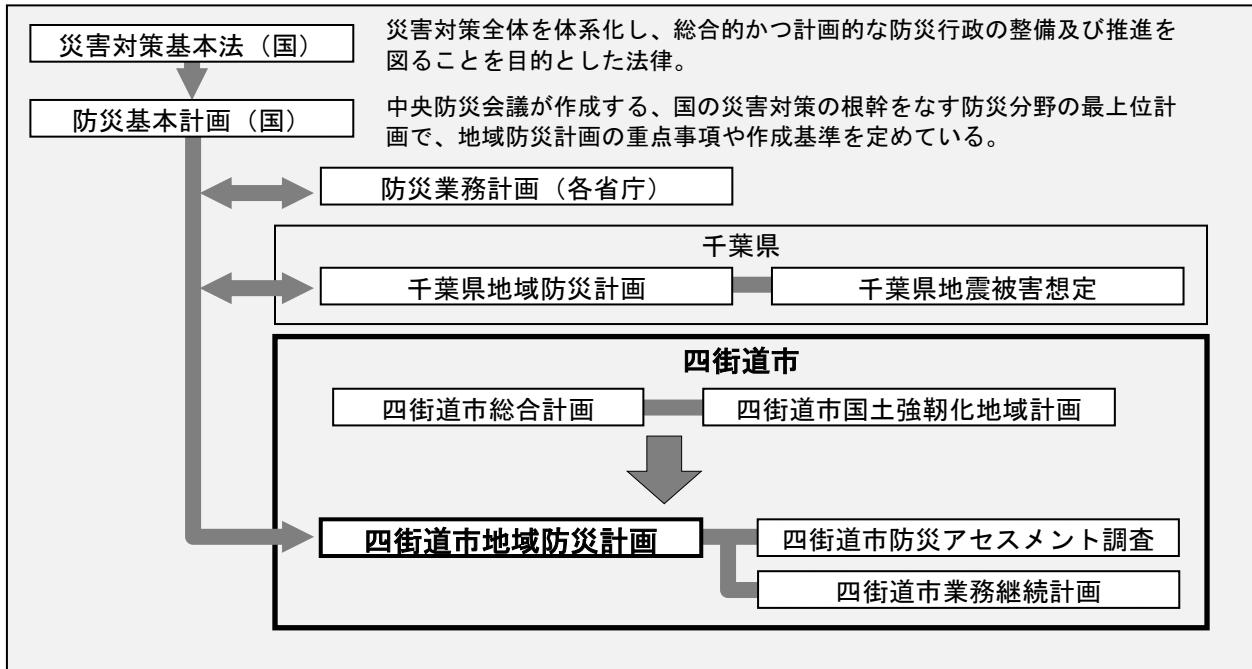 災害対策基本法（国）
災害対策全体を体系化し、総合的かつ計画的な防災行政の整備及び推進を
図ることを目的とした法律。
防災基本計画（国）
中央防災会議が作成する、国の災害対策の根幹をなす防災分野の最上位計
画で、地域防災計画の重点事項や作成基準を定めている。
防災業務計画（各省庁）
千葉県
千葉県地域防災計画
千葉県地震被害想定
四街道市
四街道市総合計画
四街道市国土強靭化地域計画
四街道市地域防災計画
四街道市防災アセスメント調査
四街道市業務継続計画